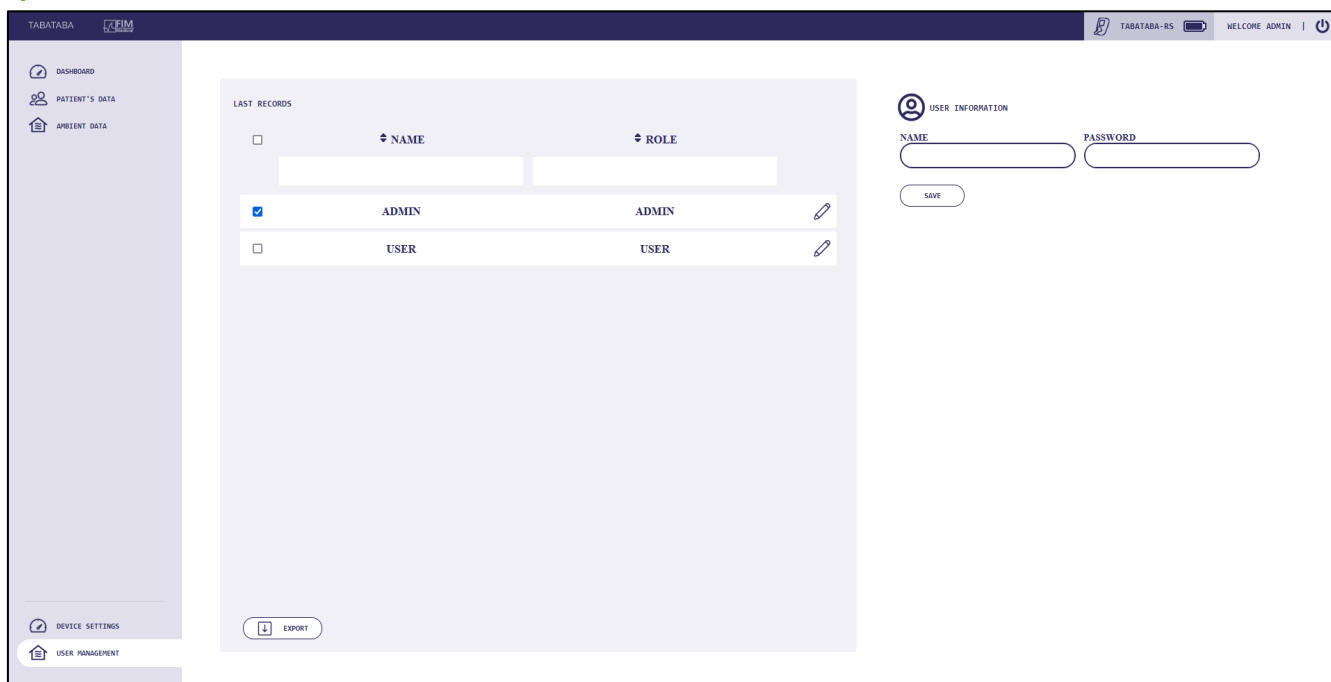 TABATABA FIM TABATABA-RS WELCOME ADMIN |
DASHBOARD
PATIENT'S DATA
AMBIENT DATA
LAST RECORDS
NAME ROLE
ADMIN ADMIN
USER USER
EXPORT
USER INFORMATION
NAME PASSWORD
SAVE
DEVICE SETTINGS
USER MANAGEMENT